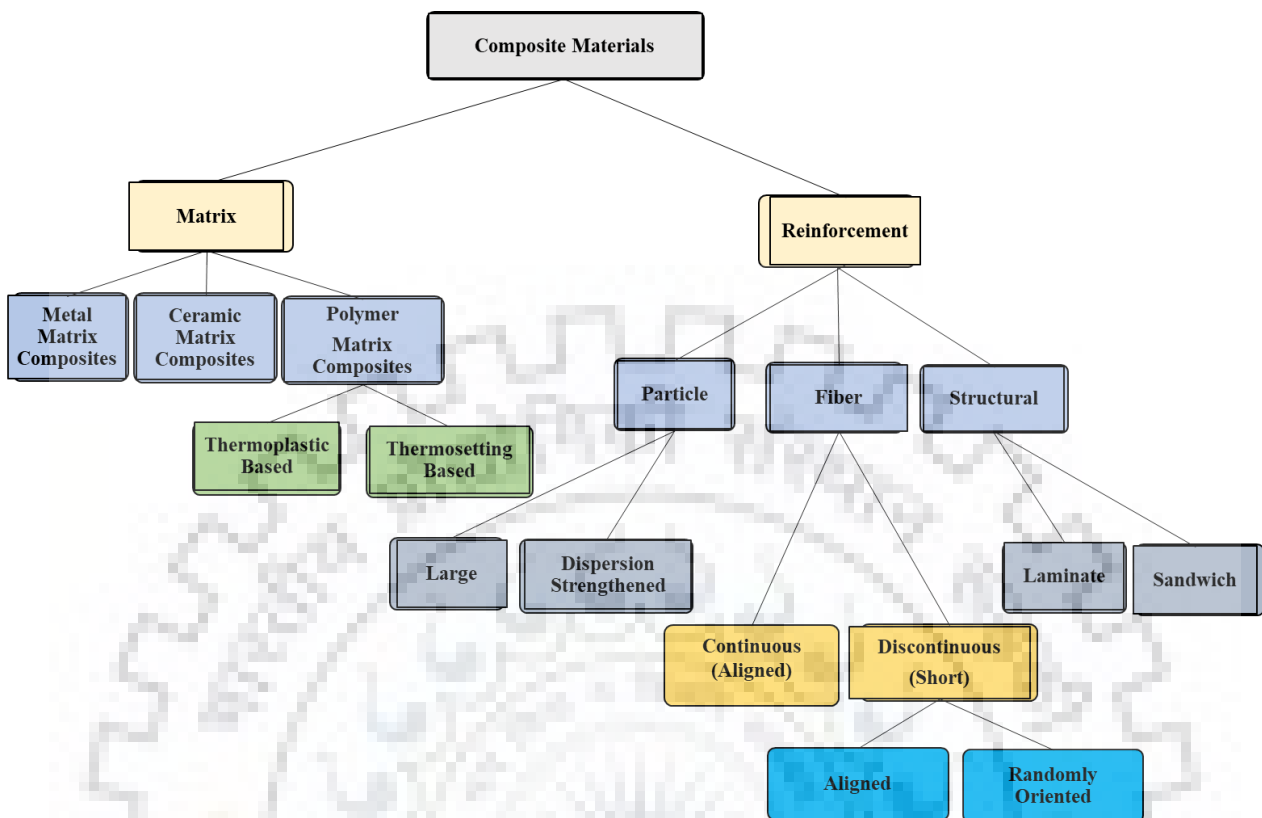 Composite Materials
Matrix
Reinforcement
Metal
Matrix
Composites
Ceramic
Matrix
Composites
Polymer
Matrix
Composites
Particle
Fiber
Structural
Thermoplastic
Based
Thermosetting
Based
Large
Dispersion
Strengthened
Laminate
Sandwich
Continuous
(Aligned)
Discontinuous
(Short)
Aligned
Randomly
Oriented